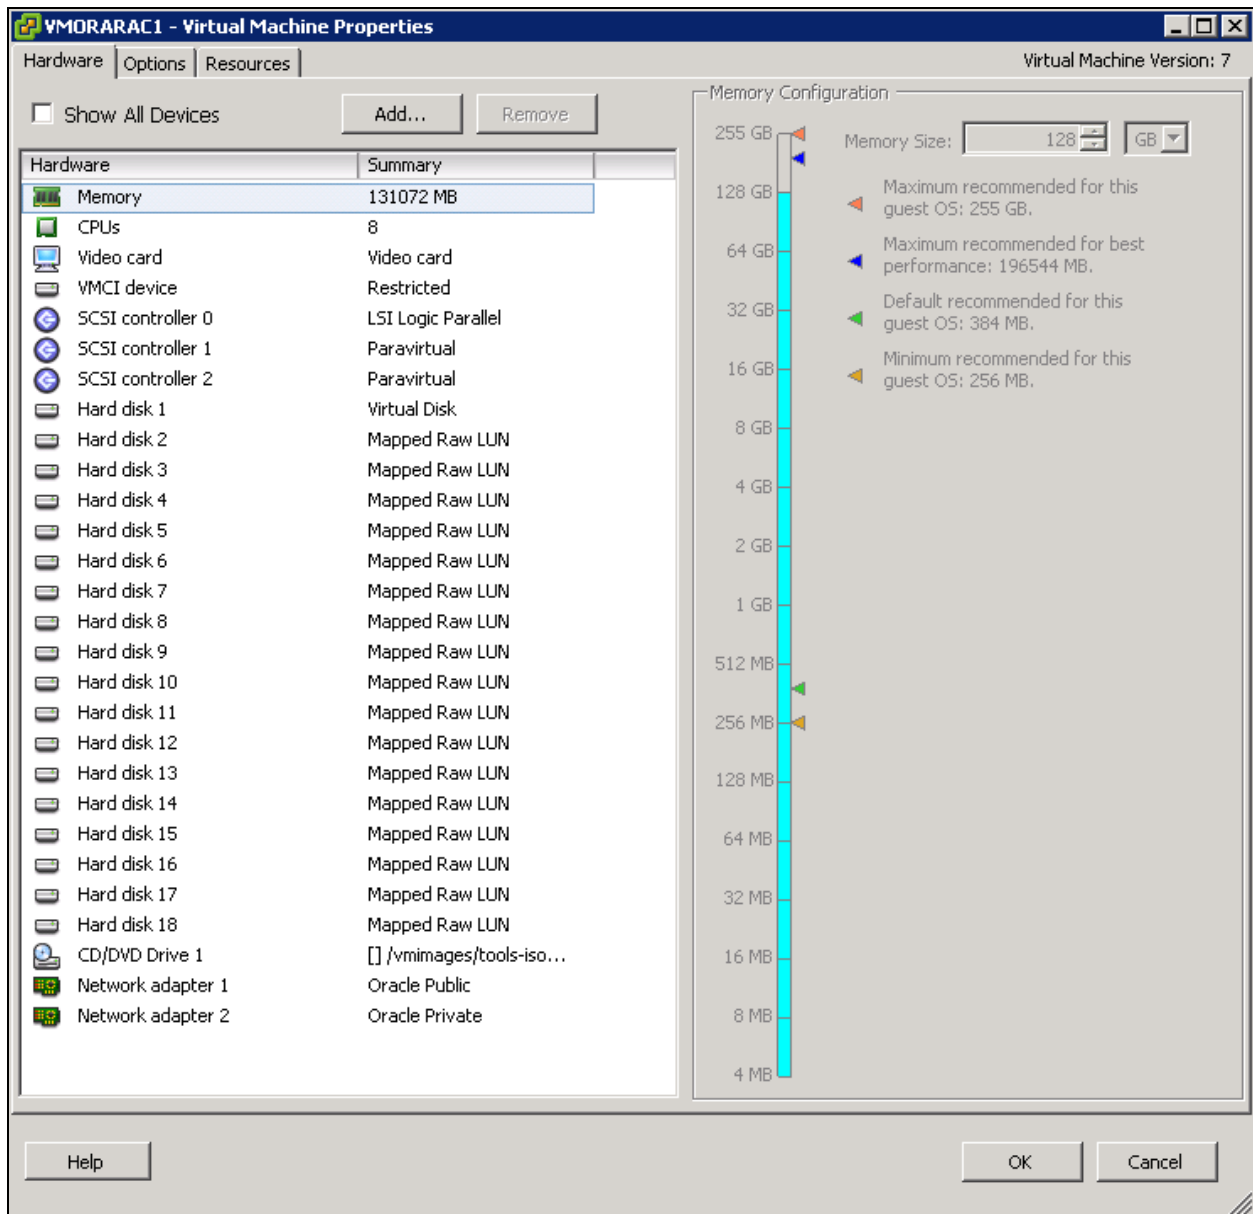 VMORARAC1 - Virtual Machine Properties
Hardware Options Resources Virtual Machine Version: 7
Show All Devices Add... Remove
Hardware Summary
Memory 131072 MB
CPUs 8
Video card Video card
VMCI device Restricted
SCSI controller 0 LSI Logic Parallel
SCSI controller 1 Paravirtual
SCSI controller 2 Paravirtual
Hard disk 1 Virtual Disk
Hard disk 2 Mapped Raw LUN
Hard disk 3 Mapped Raw LUN
Hard disk 4 Mapped Raw LUN
Hard disk 5 Mapped Raw LUN
Hard disk 6 Mapped Raw LUN
Hard disk 7 Mapped Raw LUN
Hard disk 8 Mapped Raw LUN
Hard disk 9 Mapped Raw LUN
Hard disk 10 Mapped Raw LUN
Hard disk 11 Mapped Raw LUN
Hard disk 12 Mapped Raw LUN
Hard disk 13 Mapped Raw LUN
Hard disk 14 Mapped Raw LUN
Hard disk 15 Mapped Raw LUN
Hard disk 16 Mapped Raw LUN
Hard disk 17 Mapped Raw LUN
Hard disk 18 Mapped Raw LUN
CD/DVD Drive 1 [] /vmimages/tools-iso...
Network adapter 1 Oracle Public
Network adapter 2 Oracle Private
Memory Configuration
255 GB
128 GB
64 GB
32 GB
16 GB
8 GB
4 GB
2 GB
1 GB
512 MB
256 MB
128 MB
64 MB
32 MB
16 MB
8 MB
4 MB
Memory Size: 128 GB
Maximum recommended for this
guest OS: 255 GB.
Maximum recommended for best
performance: 196544 MB.
Default recommended for this
guest OS: 384 MB.
Minimum recommended for this
guest OS: 256 MB.
Help OK Cancel